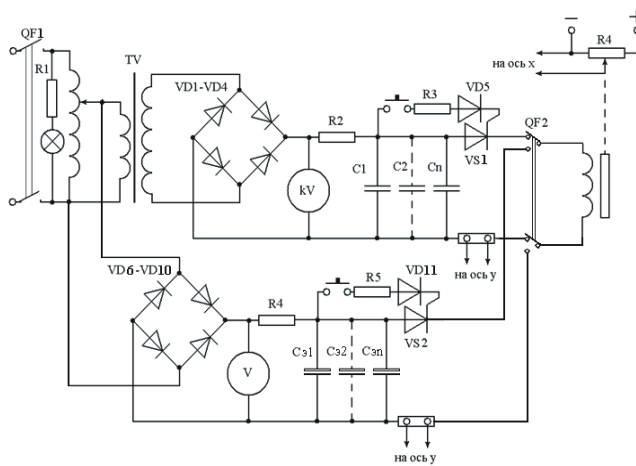 QF1
R1
TV
VD1-VD4
R2
kV
C1
C2
Cn
R3
VD5
VS1
на ось у
QF2
−
+
R4
на ось х
VD6-VD10
R4
V
Cэ1
Cэ2
Cэn
R5
VD11
VS2
на ось у